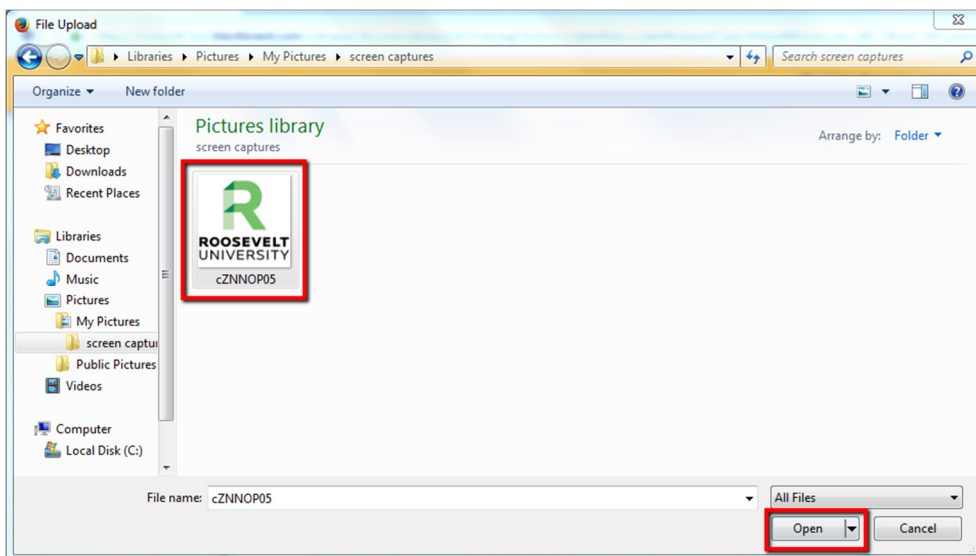 File Upload
Libraries Pictures My Pictures screen captures
Search screen captures
Organize New folder
Favorites
Desktop
Downloads
Recent Places
Libraries
Documents
Music
Pictures
My Pictures
screen captu
Public Pictures
Videos
Computer
Local Disk (C:)
Pictures library
screen captures
Arrange by: Folder
R
ROOSEVELT
UNIVERSITY
cZNNOP05
File name: cZNNOP05
All Files
Open Cancel